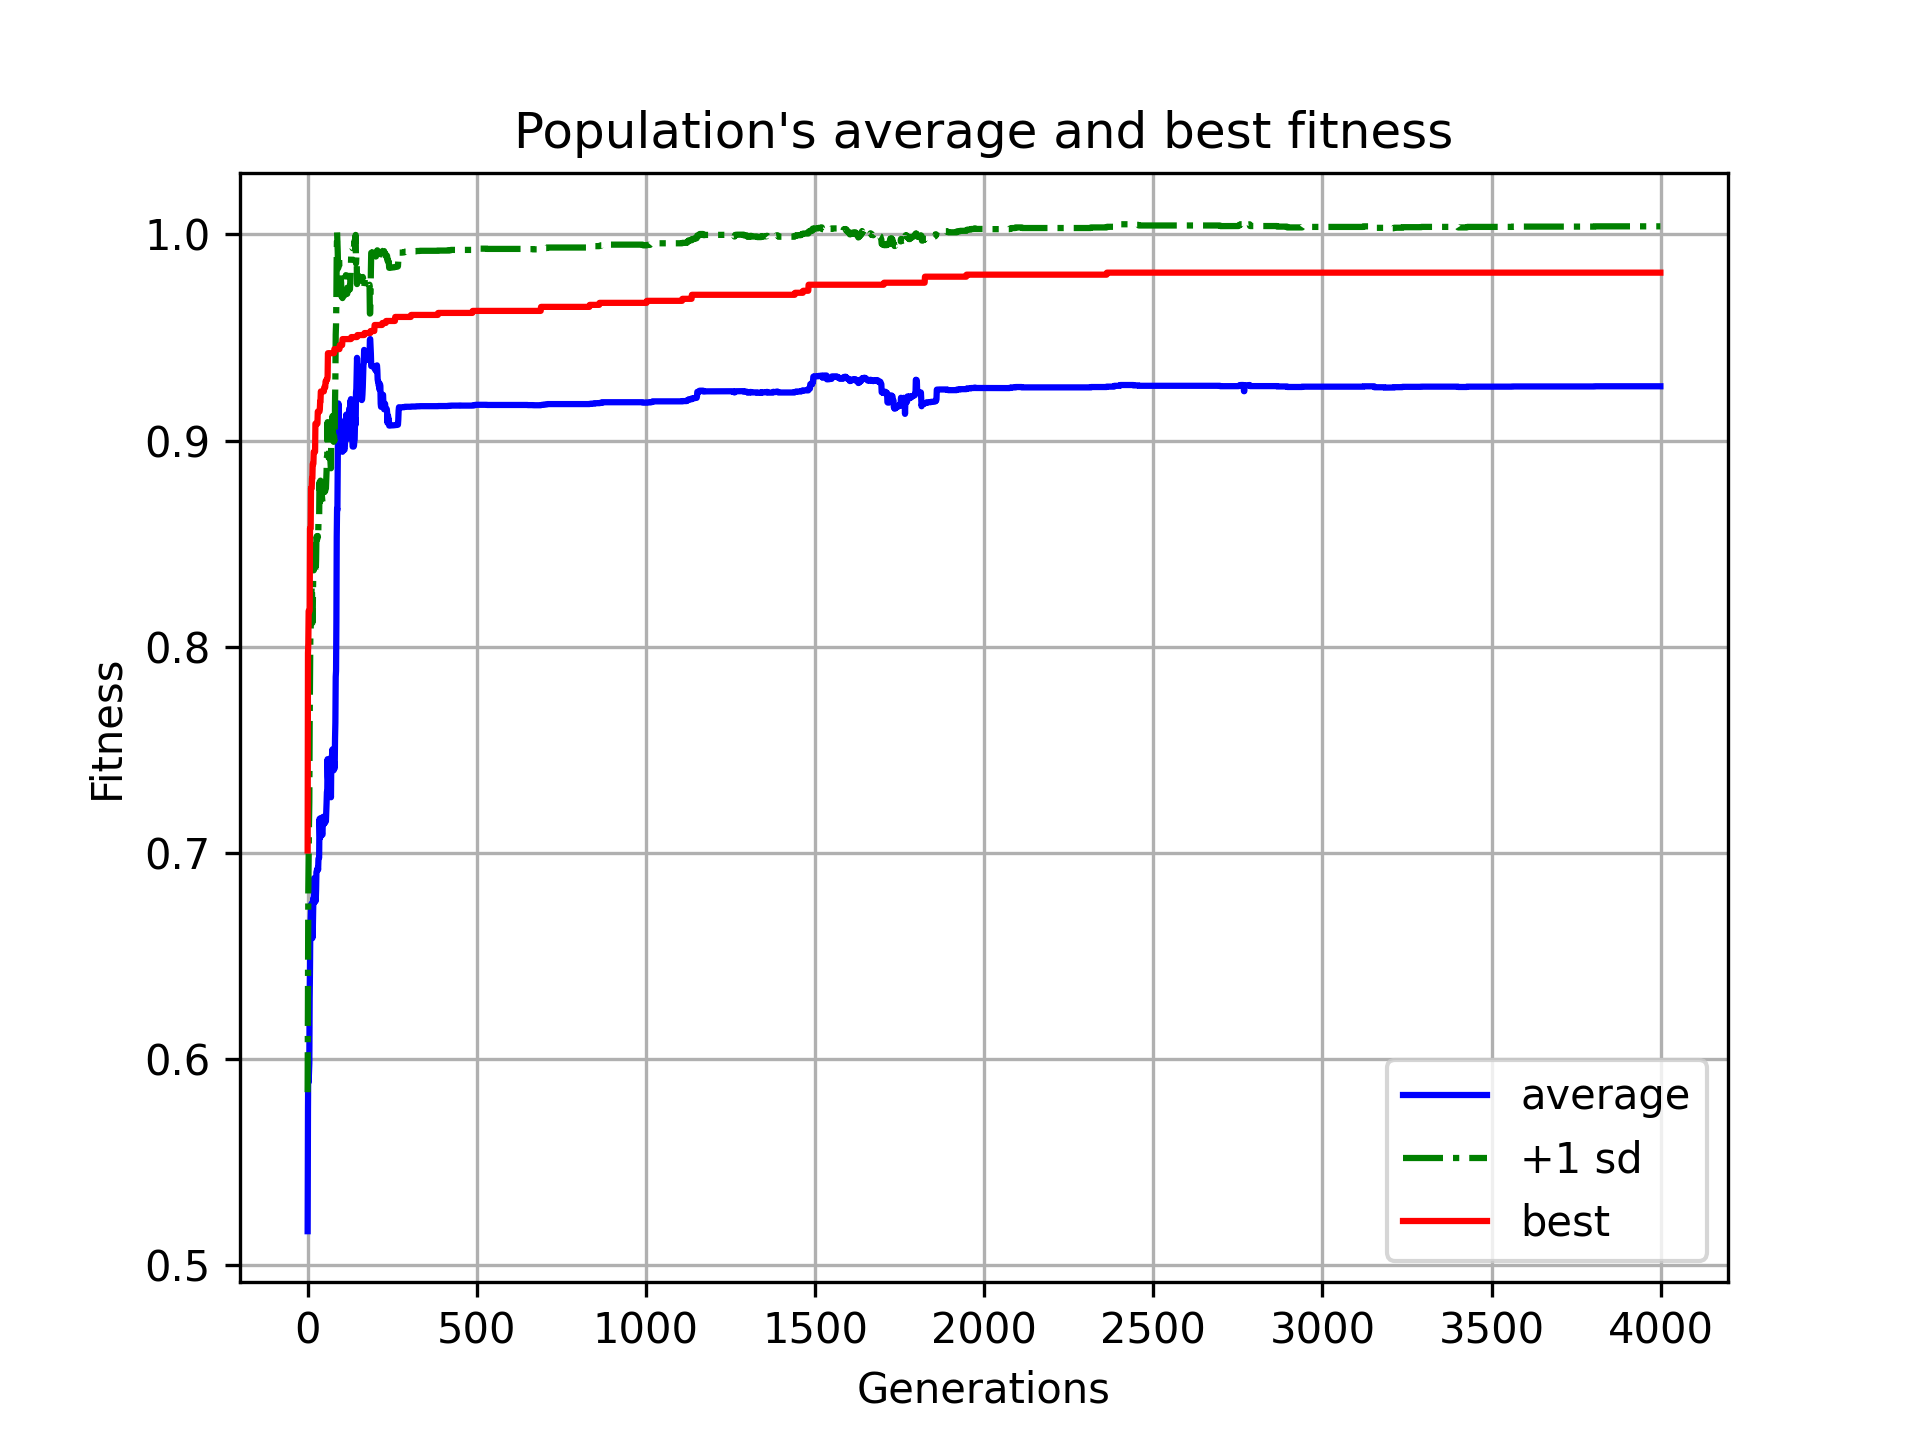 Population's average and best fitness
1.0
0.9
0.8
0.7
0.6
0.5
Fitness
0 500 1000 1500 2000 2500 3000 3500 4000
Generations
average
+1 sd
best